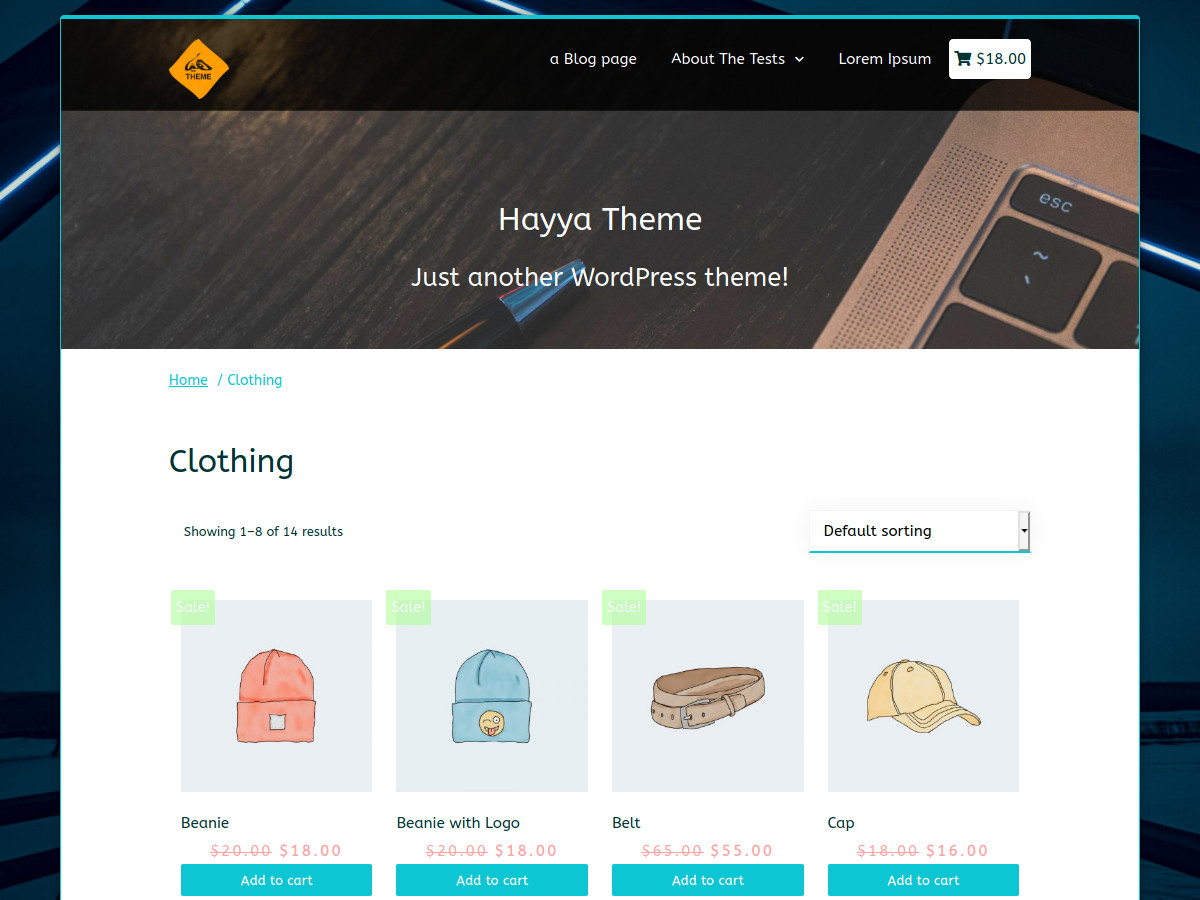 THEME
a Blog page About The Tests Lorem Ipsum $18.00
esc
Hayya Theme
Just another WordPress theme!
Home / Clothing
Clothing
Showing 1–8 of 14 results
Default sorting
Sale! Sale! Sale! Sale!
Beanie Beanie with Logo Belt Cap
$20.00 $18.00 $20.00 $18.00 $65.00 $55.00 $18.00 $16.00
Add to cart Add to cart Add to cart Add to cart